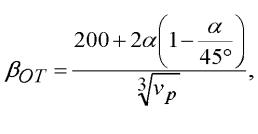 β_OT = (200 + 2α(1 − α/45°)) / ∛v_p,